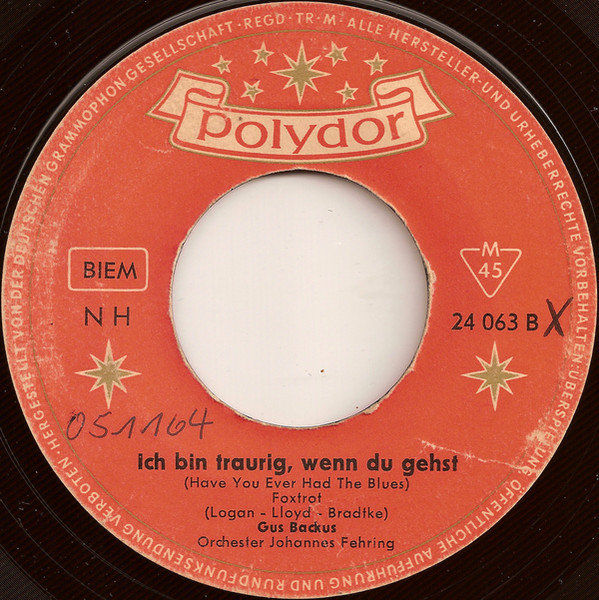 HERGESTELLT VON DER DEUTSCHEN GRAMMOPHON GESELLSCHAFT · REGD · TR · M · ALLE HERSTELLER- UND URHEBERRECHTE VORBEHALTEN · ÜBERSPIELUNG ÖFFENTLICHE AUFFÜHRUNG UND RUNDFUNKSENDUNG VERBOTEN ·
polydor
BIEM
M
45
NH
24 063 B X
051164
Ich bin traurig, wenn du gehst
(Have You Ever Had The Blues)
Foxtrot
(Logan - Lloyd - Bradtke)
Gus Backus
Orchester Johannes Fehring